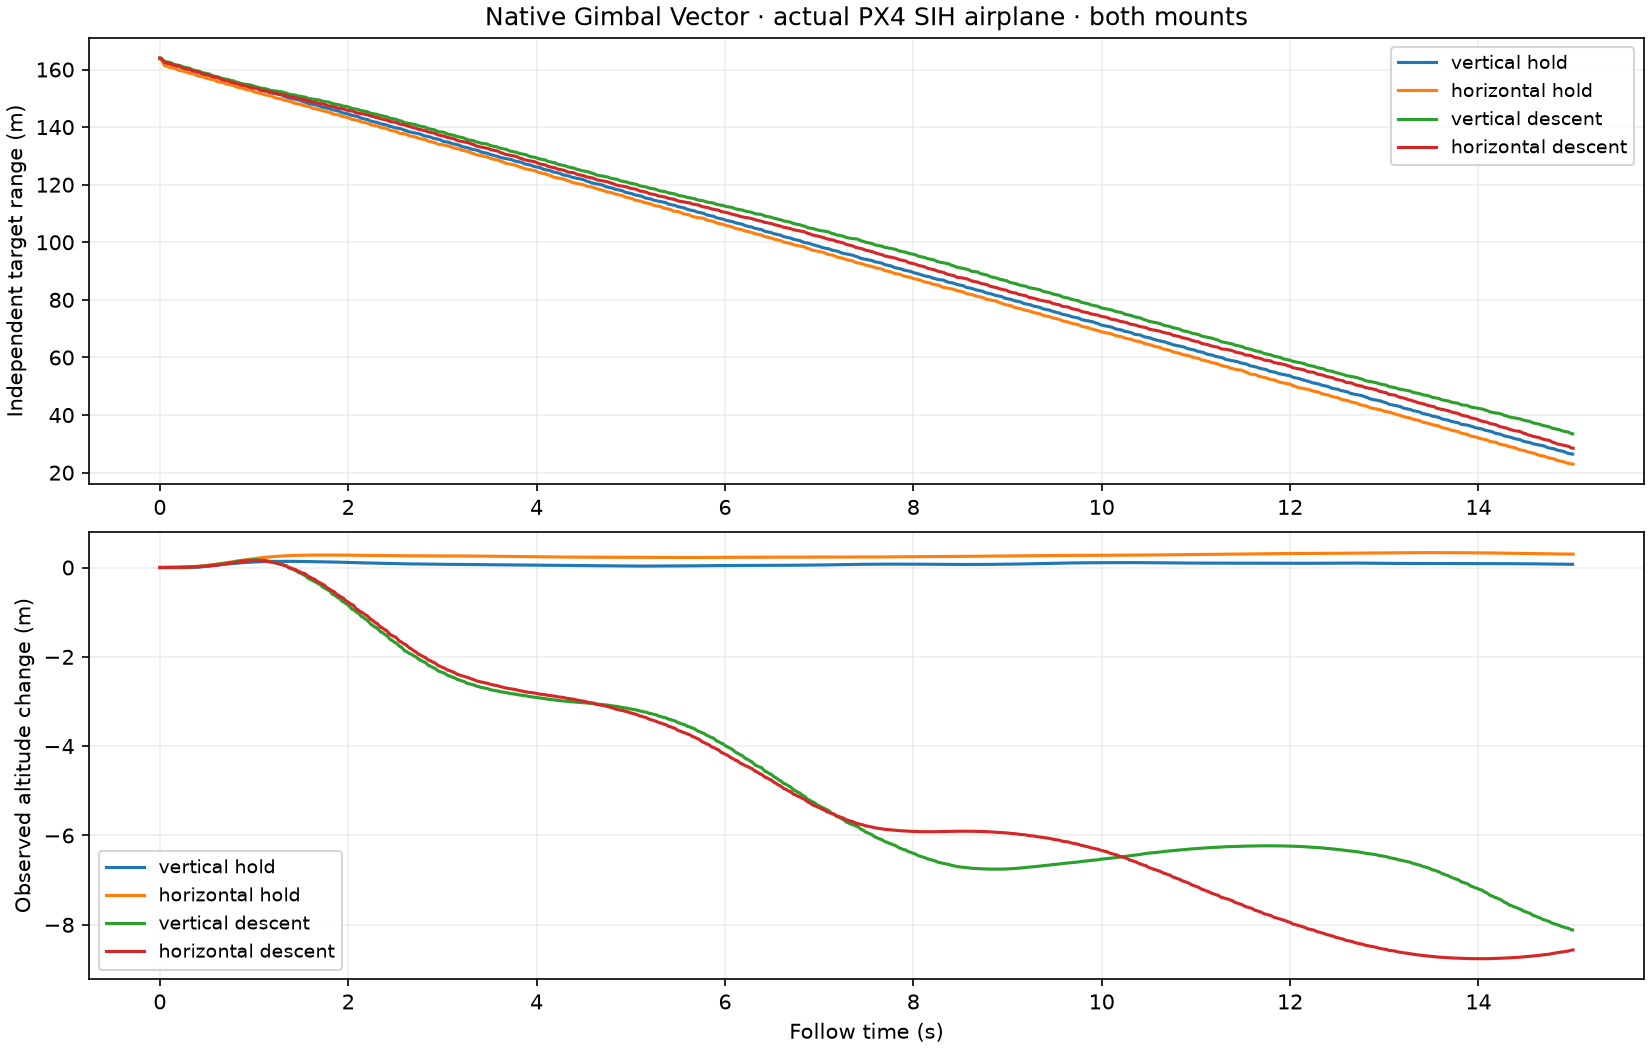 Native Gimbal Vector · actual PX4 SIH airplane · both mounts
Independent target range (m)
160
140
120
100
80
60
40
20
0 2 4 6 8 10 12 14
vertical hold
horizontal hold
vertical descent
horizontal descent
Observed altitude change (m)
0
−2
−4
−6
−8
vertical hold
horizontal hold
vertical descent
horizontal descent
0 2 4 6 8 10 12 14
Follow time (s)